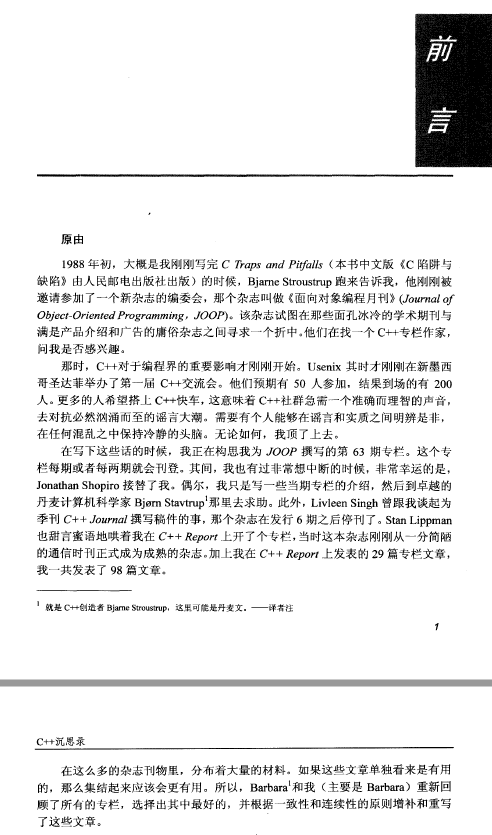 前
言
原由
1988 年初，大概是我刚刚写完 C Traps and Pitfalls（本书中文版《C 陷阱与
缺陷》由人民邮电出版社出版）的时候，Bjarne Stroustrup 跑来告诉我，他刚刚被
邀请参加了一个新杂志的编委会，那个杂志叫做《面向对象编程月刊》(Journal of
Object-Oriented Programming，JOOP)。该杂志试图在那些面孔冰冷的学术期刊与
满是产品介绍和广告的庸俗杂志之间寻求一个折中。他们在找一个 C++专栏作家，
问我是否感兴趣。
那时，C++对于编程界的重要影响才刚刚开始。Usenix 其时才刚刚在新墨西
哥圣达菲举办了第一届 C++交流会。他们预期有 50 人参加，结果到场的有 200
人。更多的人希望搭上 C++快车，这意味着 C++社群急需一个准确而理智的声音，
去对抗必然汹涌而至的谣言大潮。需要有个人能够在谣言和实质之间明辨是非，
在任何混乱之中保持冷静的头脑。无论如何，我顶了上去。
在写下这些话的时候，我正在构思我为 JOOP 撰写的第 63 期专栏。这个专
栏每期或者每两期就会刊登。其间，我也有过非常想中断的时候，非常幸运的是，
Jonathan Shopiro 接替了我。偶尔，我只是写一些当期专栏的介绍，然后到卓越的
丹麦计算机科学家 Bjørn Stavtrup¹那里去求助。此外，Livleen Singh 曾跟我谈起为
季刊 C++ Journal 撰写稿件的事，那个杂志在发行 6 期之后停刊了。Stan Lippman
也甜言蜜语地哄着我在 C++ Report 上开了个专栏，当时这本杂志刚刚从一分简陋
的通信时刊正式成为成熟的杂志。加上我在 C++ Report 上发表的 29 篇专栏文章，
我一共发表了 98 篇文章。
¹ 就是 C++创造者 Bjarne Stroustrup，这里可能是丹麦文。——译者注
1
C++沉思录
在这么多的杂志刊物里，分布着大量的材料。如果这些文章单独看来是有用
的，那么集结起来应该会更有用。所以，Barbara¹和我（主要是 Barbara）重新回
顾了所有的专栏，选择出其中最好的，并根据一致性和连续性的原则增补和重写
了这些文章。